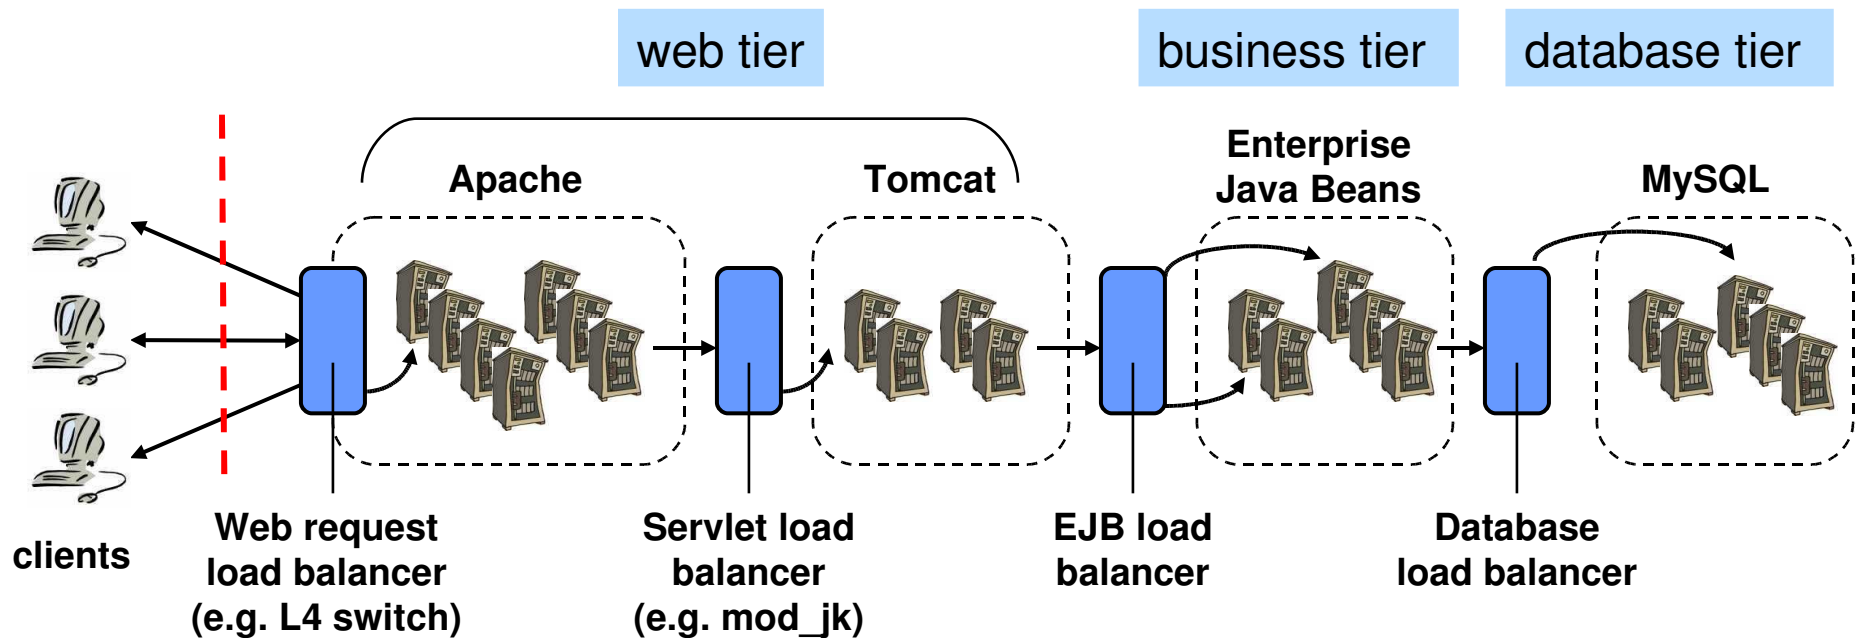 web tier
business tier
database tier
Apache
Tomcat
Enterprise
Java Beans
MySQL
clients
Web request
load balancer
(e.g. L4 switch)
Servlet load
balancer
(e.g. mod_jk)
EJB load
balancer
Database
load balancer